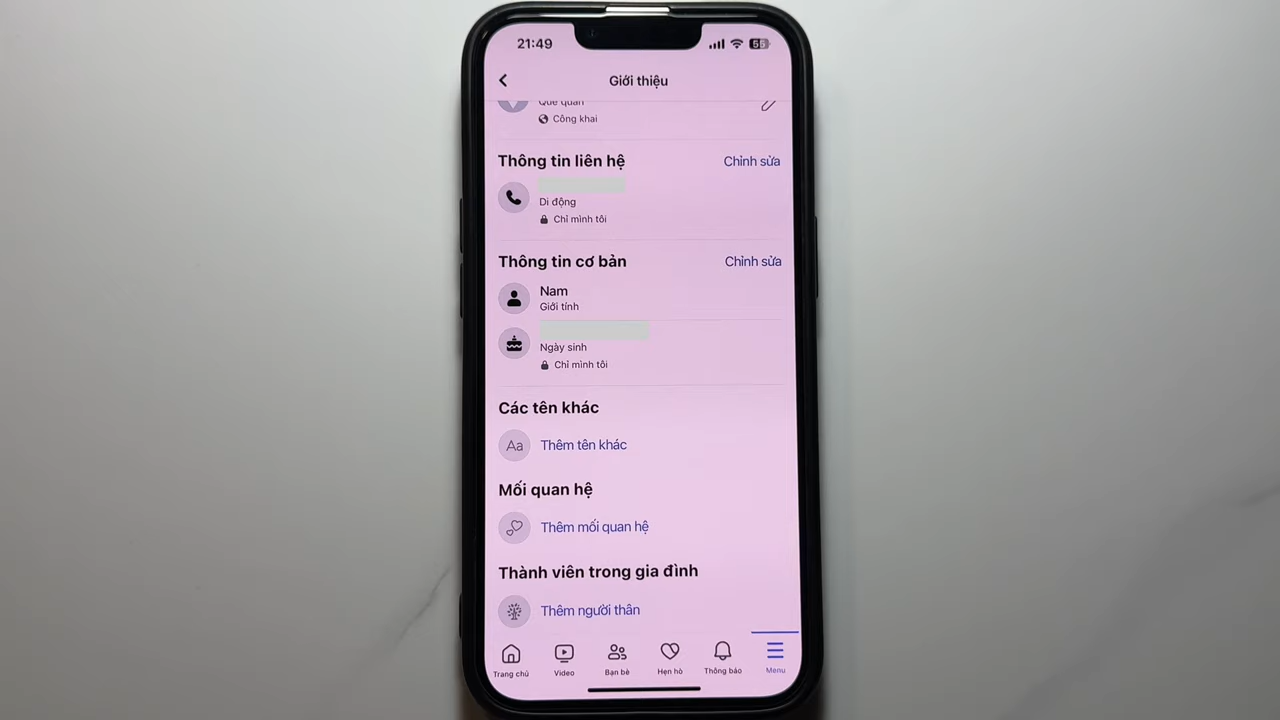 21:49
55
Giới thiệu
Quê quán
Công khai
Thông tin liên hệ
Chỉnh sửa
Di động
Chỉ mình tôi
Thông tin cơ bản
Chỉnh sửa
Nam
Giới tính
Ngày sinh
Chỉ mình tôi
Các tên khác
Aa
Thêm tên khác
Mối quan hệ
Thêm mối quan hệ
Thành viên trong gia đình
Thêm người thân
Trang chủ
Video
Bạn bè
Hẹn hò
Thông báo
Menu